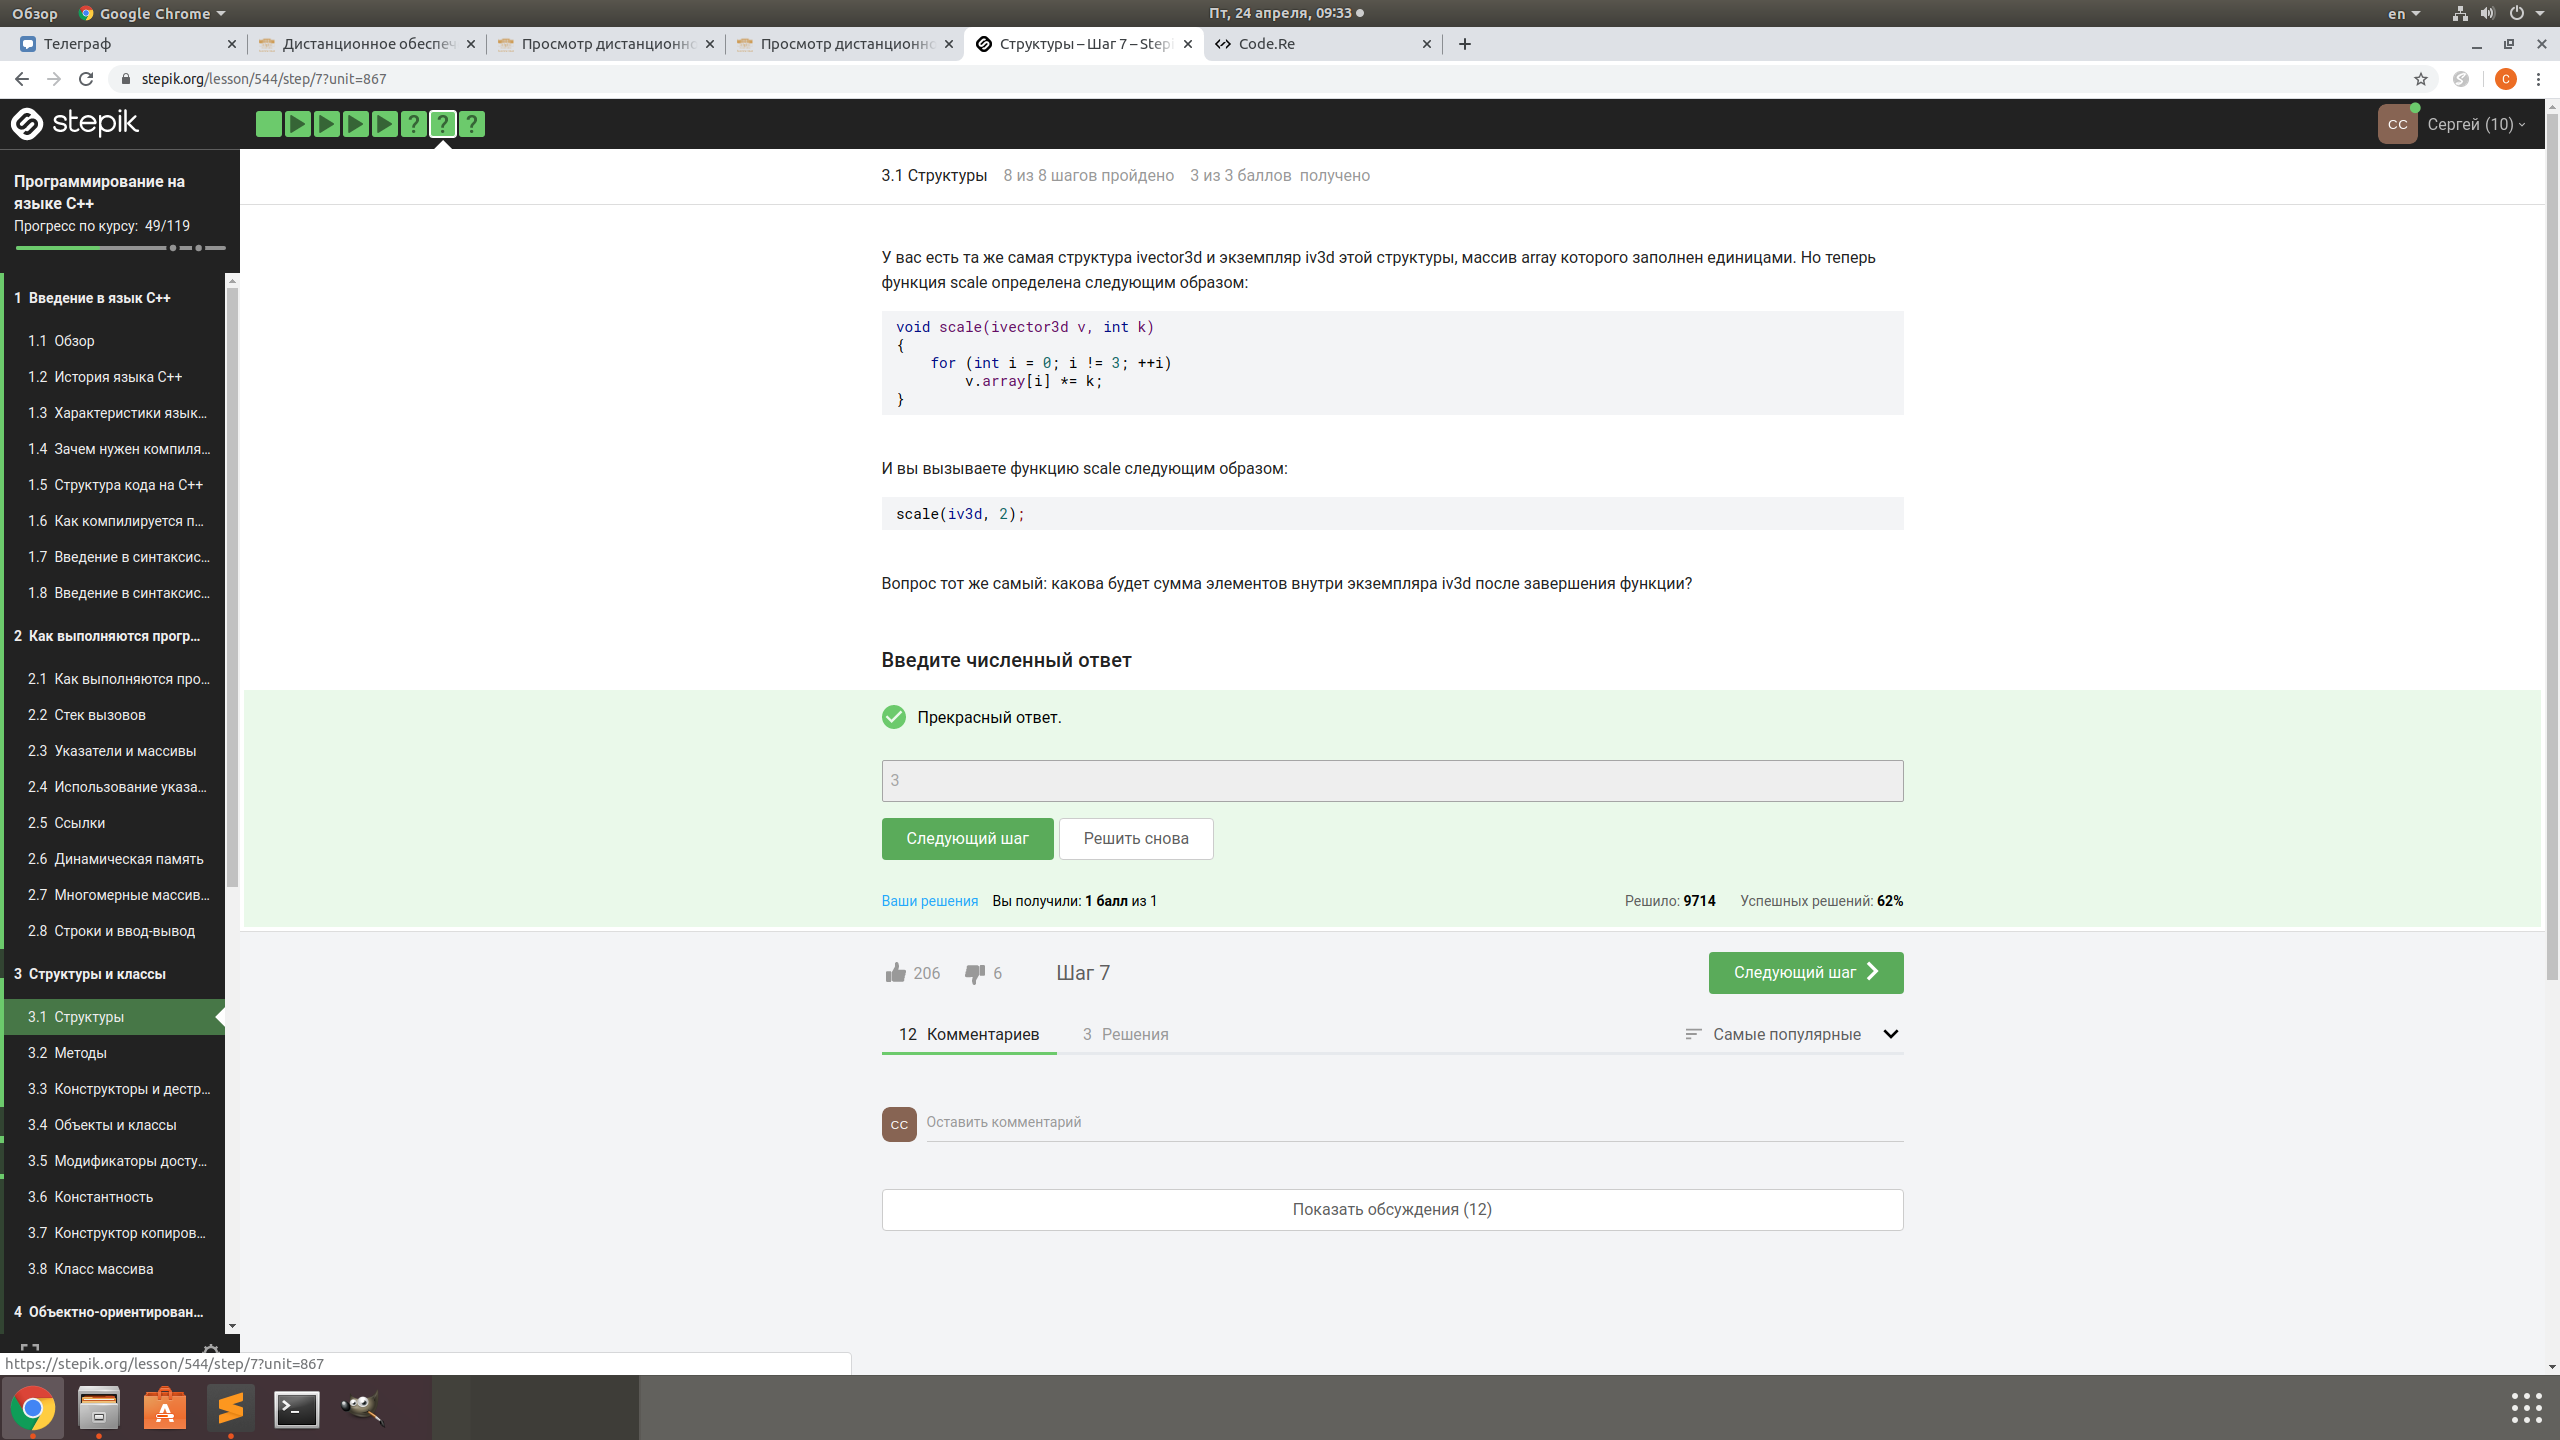 Обзор
Google Chrome
Пт, 24 апреля, 09:33
en
Телеграф
Дистанционное обеспеч
Просмотр дистанционно
Просмотр дистанционно
Структуры – Шаг 7 – Stepi
Code.Re
stepik.org/lesson/544/step/7?unit=867
C
stepik
? ? ?
CC
Сергей (10)
Программирование на
языке C++
Прогресс по курсу: 49/119
1 Введение в язык C++
1.1 Обзор
1.2 История языка C++
1.3 Характеристики язык...
1.4 Зачем нужен компиля...
1.5 Структура кода на C++
1.6 Как компилируется п...
1.7 Введение в синтаксис...
1.8 Введение в синтаксис...
2 Как выполняются прогр...
2.1 Как выполняются про...
2.2 Стек вызовов
2.3 Указатели и массивы
2.4 Использование указа...
2.5 Ссылки
2.6 Динамическая память
2.7 Многомерные массив...
2.8 Строки и ввод-вывод
3 Структуры и классы
3.1 Структуры
3.2 Методы
3.3 Конструкторы и дестр...
3.4 Объекты и классы
3.5 Модификаторы досту...
3.6 Константность
3.7 Конструктор копиров...
3.8 Класс массива
4 Объектно-ориентирован...
3.1 Структуры 8 из 8 шагов пройдено 3 из 3 баллов получено
У вас есть та же самая структура ivector3d и экземпляр iv3d этой структуры, массив array которого заполнен единицами. Но теперь
функция scale определена следующим образом:
void scale(ivector3d v, int k)
{
    for (int i = 0; i != 3; ++i)
        v.array[i] *= k;
}
И вы вызываете функцию scale следующим образом:
scale(iv3d, 2);
Вопрос тот же самый: какова будет сумма элементов внутри экземпляра iv3d после завершения функции?
Введите численный ответ
Прекрасный ответ.
3
Следующий шаг
Решить снова
Ваши решения Вы получили: 1 балл из 1
Решило: 9714 Успешных решений: 62%
206 6 Шаг 7
Следующий шаг
12 Комментариев 3 Решения
Самые популярные
CC
Оставить комментарий
Показать обсуждения (12)
https://stepik.org/lesson/544/step/7?unit=867